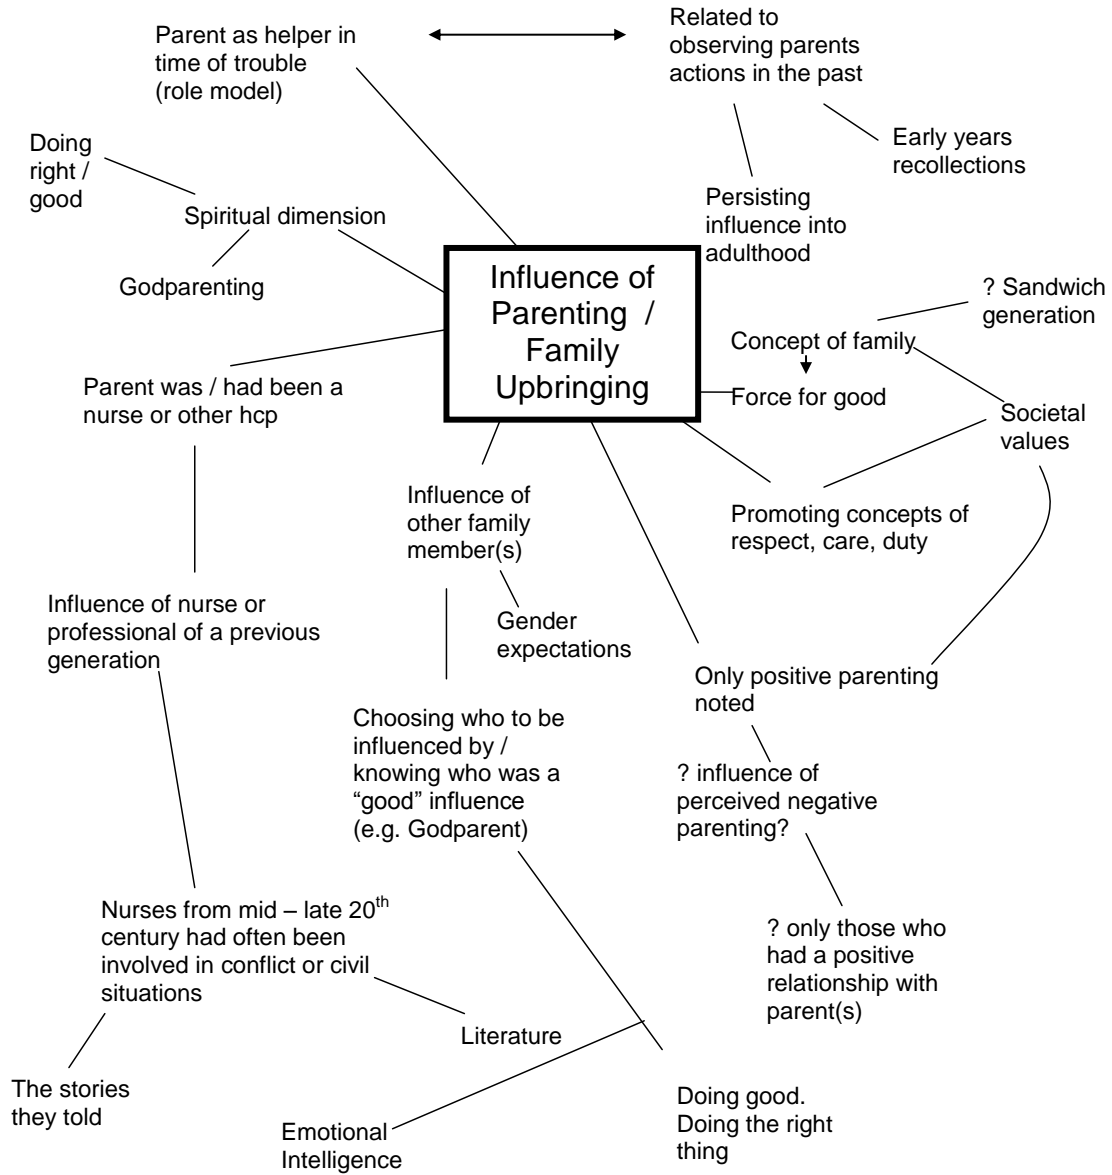 Parent as helper in
time of trouble
(role model)
Related to
observing parents
actions in the past
Early years
recollections
Persisting
influence into
adulthood
Doing
right /
good
Spiritual dimension
Godparenting
Influence of
Parenting /
Family
Upbringing
? Sandwich
generation
Concept of family
Force for good
Societal
values
Promoting concepts of
respect, care, duty
Parent was / had been a
nurse or other hcp
Influence of
other family
member(s)
Gender
expectations
Influence of nurse or
professional of a previous
generation
Only positive parenting
noted
Choosing who to be
influenced by /
knowing who was a
“good” influence
(e.g. Godparent)
? influence of
perceived negative
parenting?
? only those who
had a positive
relationship with
parent(s)
Nurses from mid – late 20th
century had often been
involved in conflict or civil
situations
Literature
The stories
they told
Emotional
Intelligence
Doing good.
Doing the right
thing